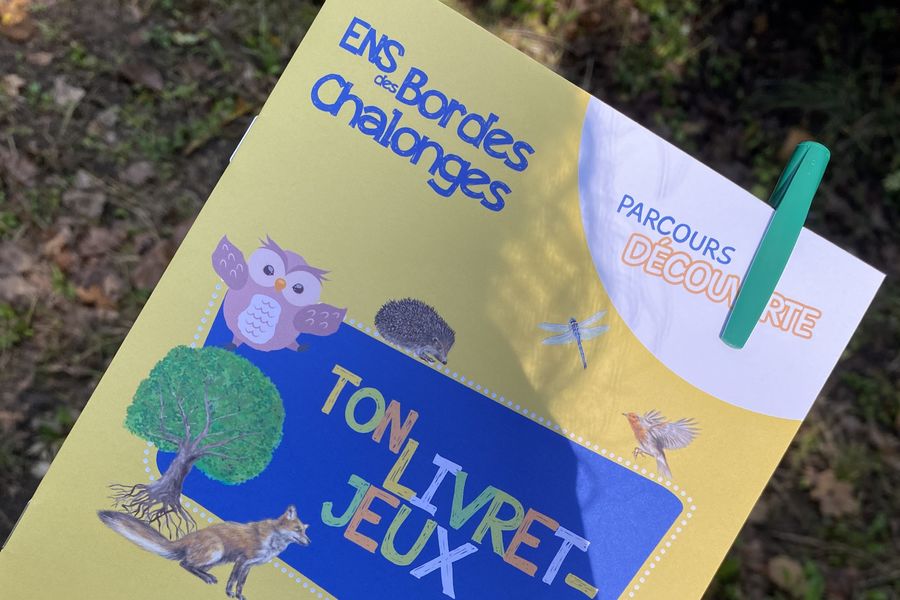 ENS
des Bordes
Chalonges
PARCOURS
DÉCOUVERTE
TON
LIVRET-
JEUX